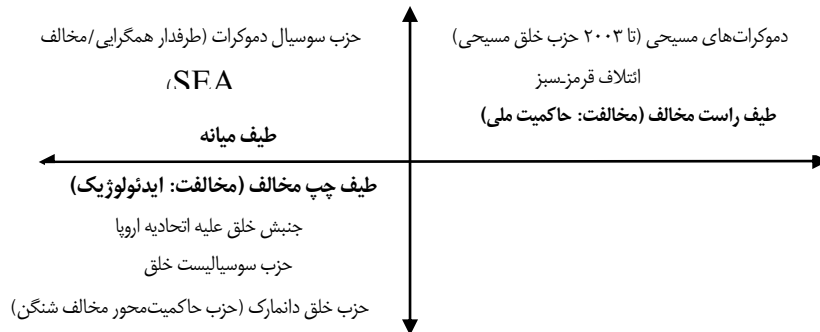 دموکرات‌های مسیحی (تا ۲۰۰۳ حزب خلق مسیحی)
ائتلاف قرمزـسبز
طیف راست مخالف (مخالفت: حاکمیت ملی)
حزب سوسیال دموکرات (طرفدار همگرایی/مخالف
SEA)
طیف میانه
طیف چپ مخالف (مخالفت: ایدئولوژیک)
جنبش خلق علیه اتحادیه اروپا
حزب سوسیالیست خلق
حزب خلق دانمارک (حزب حاکمیت‌محور مخالف شنگن)